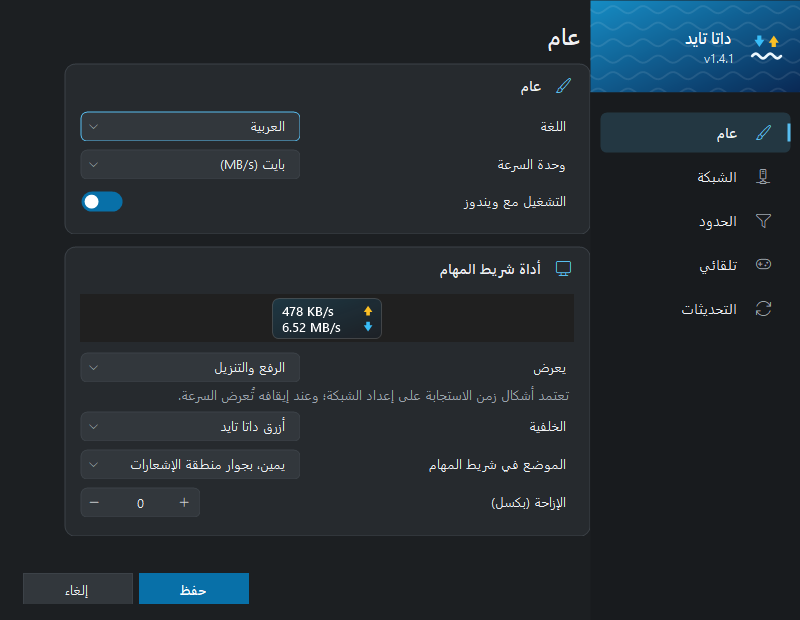 داتا تايد
v1.4.1
عام
الشبكة
الحدود
تلقائي
التحديثات
عام
عام
اللغة
العربية
وحدة السرعة
بايت (MB/s)
التشغيل مع ويندوز
أداة شريط المهام
478 KB/s
6.52 MB/s
يعرض
الرفع والتنزيل
تعتمد أشكال زمن الاستجابة على إعداد الشبكة؛ وعند إيقافه تُعرض السرعة.
الخلفية
أزرق داتا تايد
الموضع في شريط المهام
يمين، بجوار منطقة الإشعارات
الإزاحة (بكسل)
+ 0 −
حفظ
إلغاء